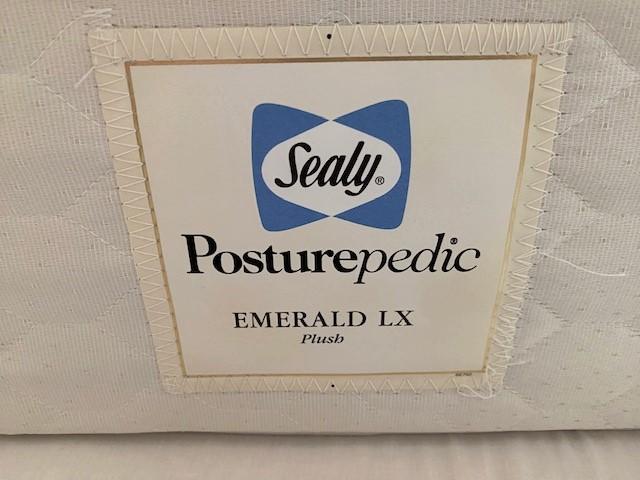 Sealy®
Posturepedic®
EMERALD LX
Plush